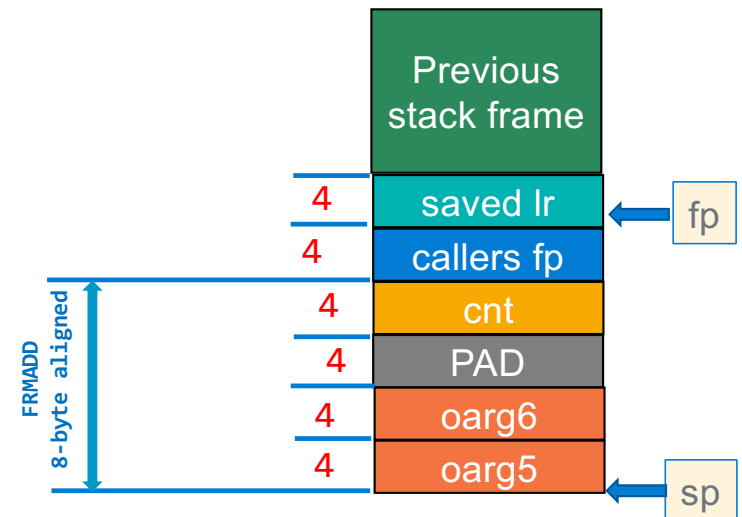 Previous
stack frame
4
saved lr
fp
4
callers fp
4
cnt
4
PAD
4
oarg6
4
oarg5
sp
FRMADD
8-byte aligned